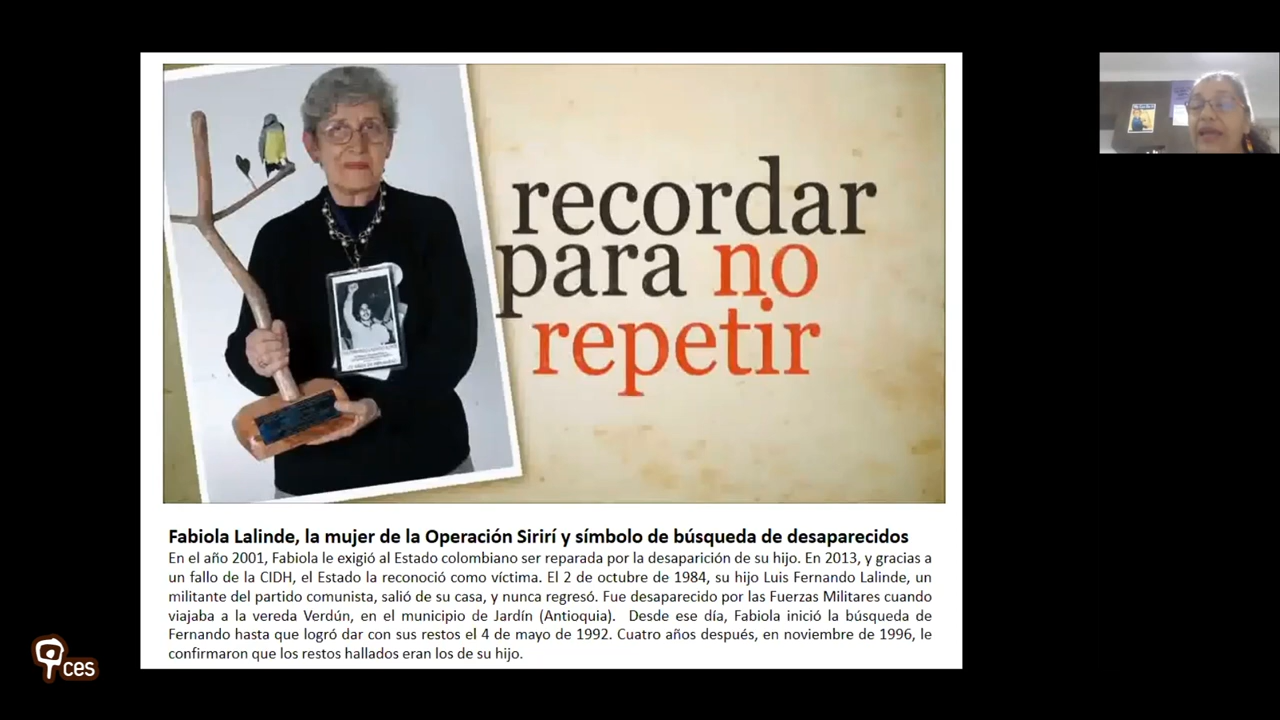 recordar
para no
repetir
Fabiola Lalinde, la mujer de la Operación Sirirí y símbolo de búsqueda de desaparecidos
En el año 2001, Fabiola le exigió al Estado colombiano ser reparada por la desaparición de su hijo. En 2013, y gracias a
un fallo de la CIDH, el Estado la reconoció como víctima. El 2 de octubre de 1984, su hijo Luis Fernando Lalinde, un
militante del partido comunista, salió de su casa, y nunca regresó. Fue desaparecido por las Fuerzas Militares cuando
viajaba a la vereda Verdún, en el municipio de Jardín (Antioquia). Desde ese día, Fabiola inició la búsqueda de
Fernando hasta que logró dar con sus restos el 4 de mayo de 1992. Cuatro años después, en noviembre de 1996, le
confirmaron que los restos hallados eran los de su hijo.
ces